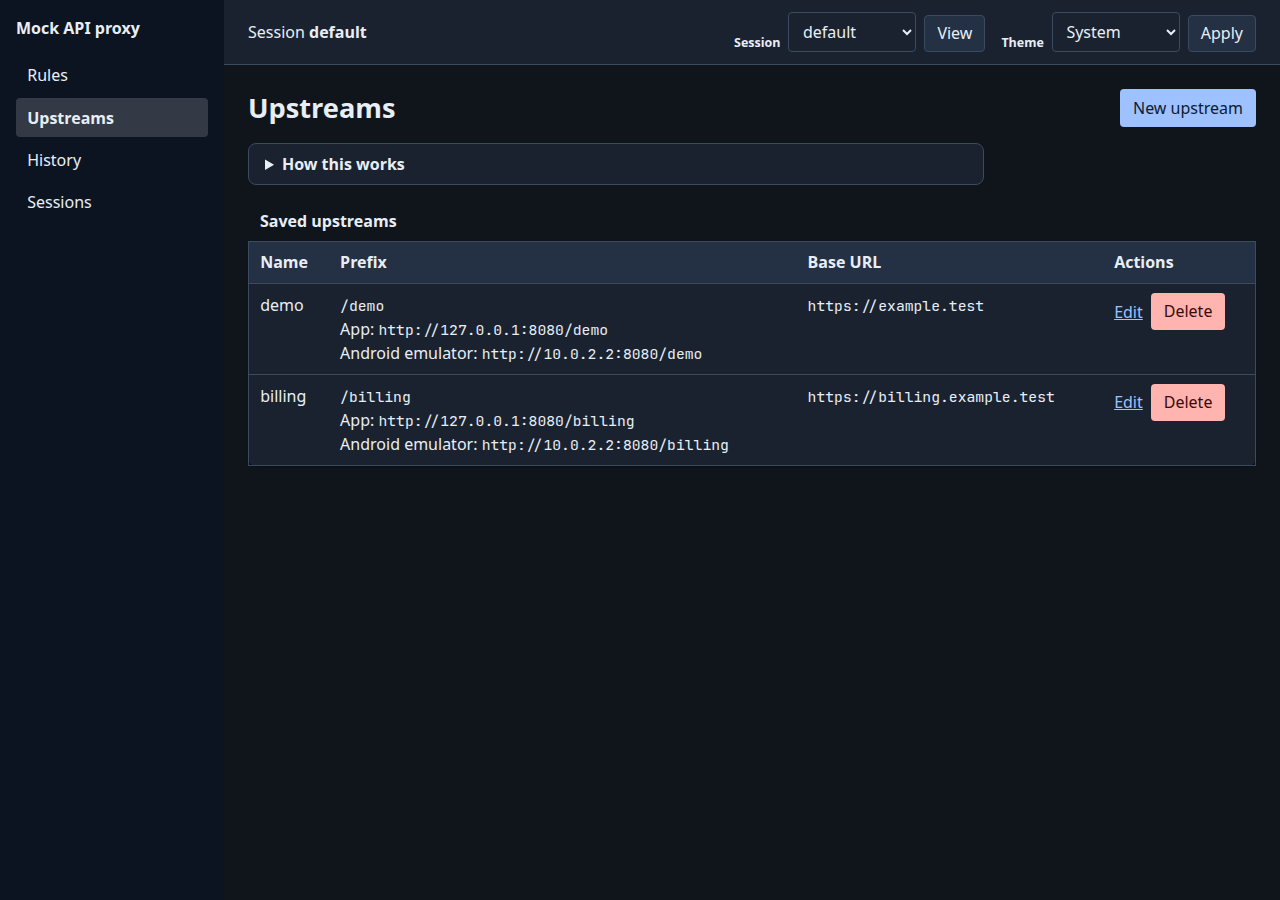 Mock API proxy
Rules
Upstreams
History
Sessions
Session default
Session default View Theme System Apply
Upstreams
New upstream
How this works
Saved upstreams
Name Prefix Base URL Actions
demo /demo https://example.test Edit Delete
App: http://127.0.0.1:8080/demo
Android emulator: http://10.0.2.2:8080/demo
billing /billing https://billing.example.test Edit Delete
App: http://127.0.0.1:8080/billing
Android emulator: http://10.0.2.2:8080/billing